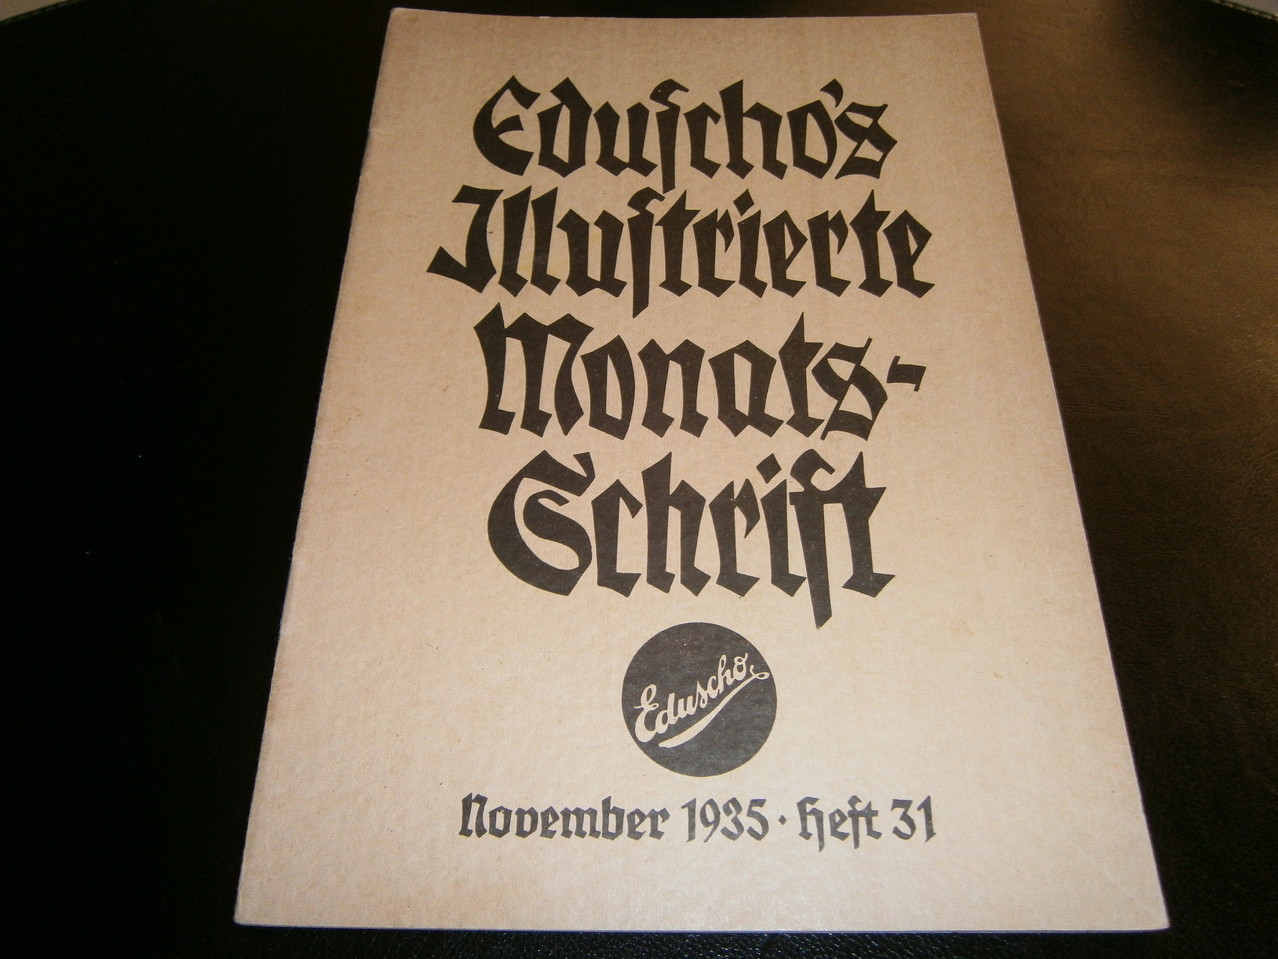 Eduscho's
Illustrierte
Monats-
Schrift
Eduscho
November 1935 · Heft 31